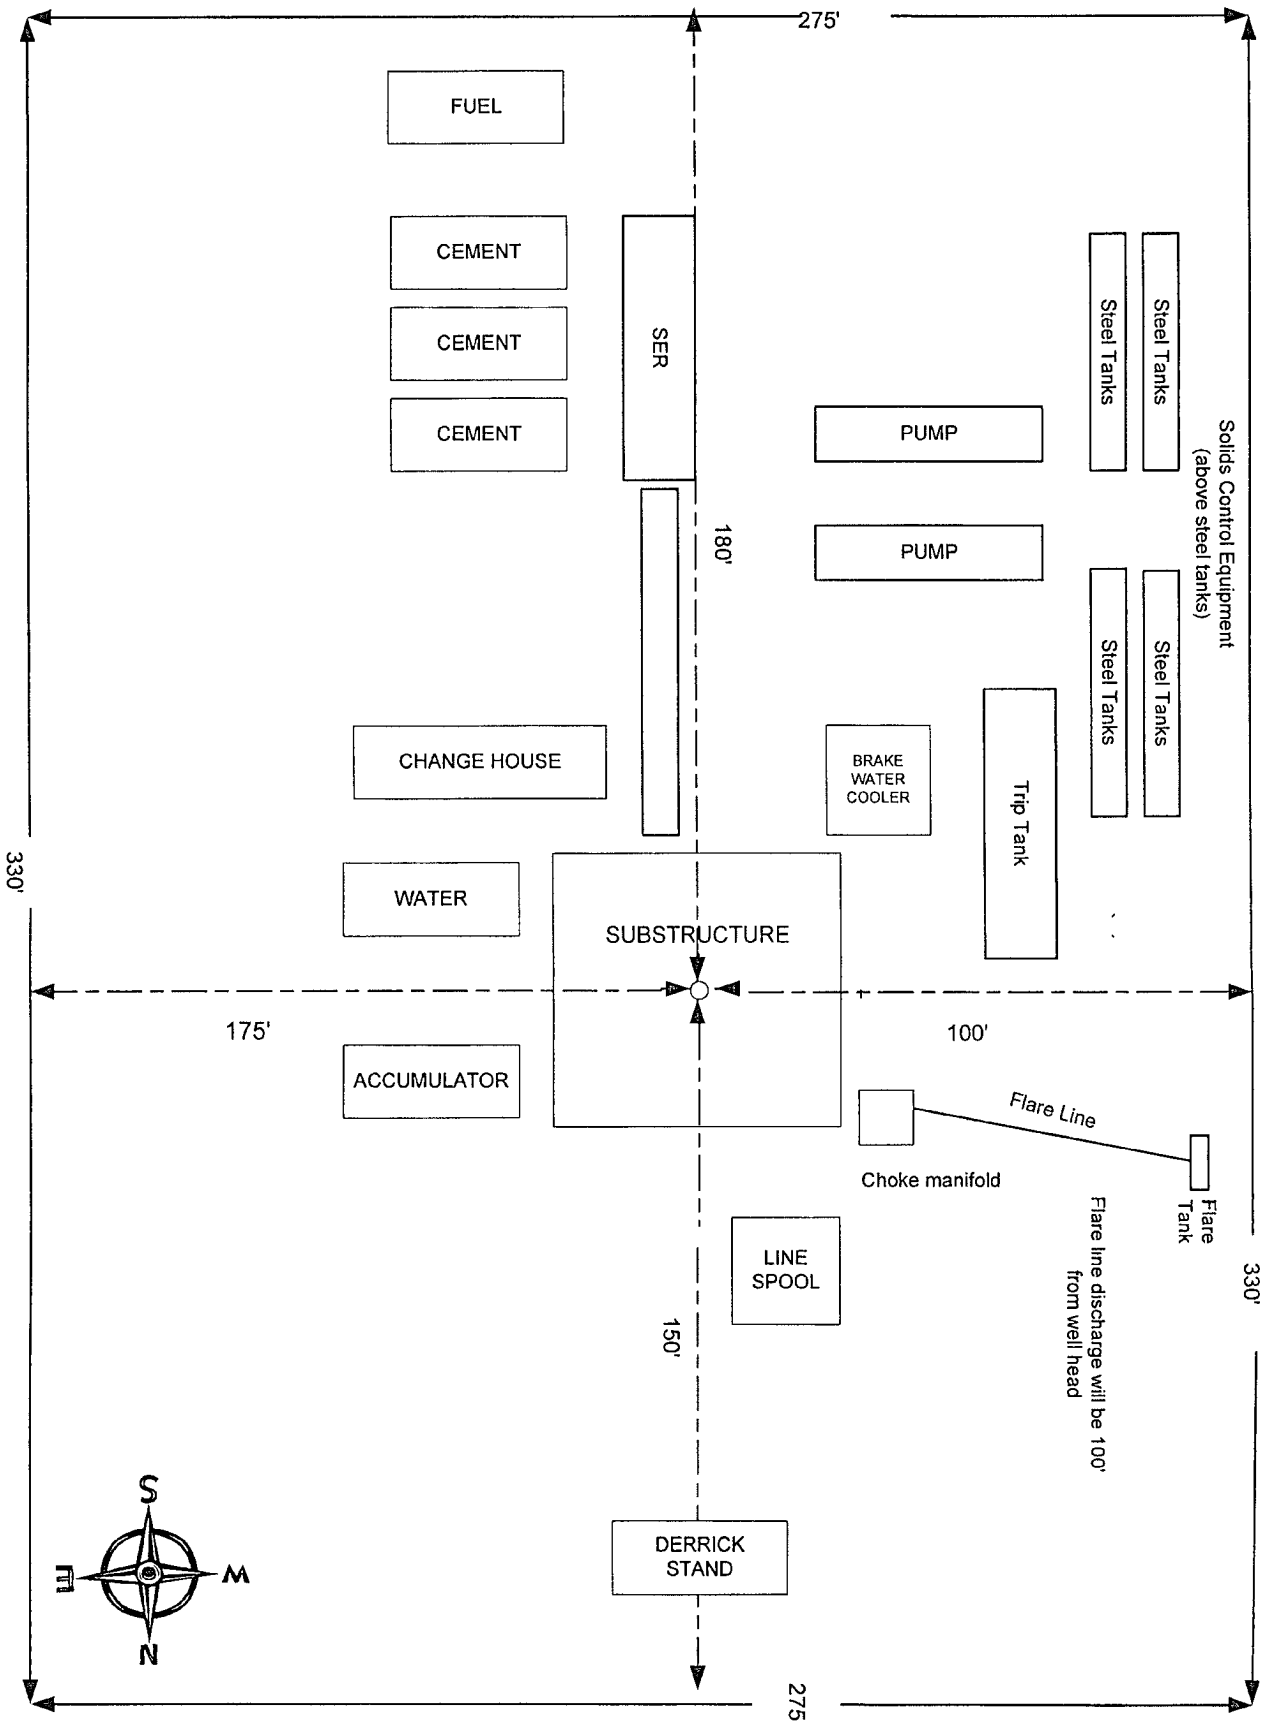 275'
FUEL
CEMENT
CEMENT
CEMENT
SER
Steel Tanks
Steel Tanks
Solids Control Equipment
(above steel tanks)
PUMP
PUMP
180'
Steel Tanks
Steel Tanks
CHANGE HOUSE
BRAKE
WATER
COOLER
Trip Tank
330'
WATER
SUBSTRUCTURE
175'
100'
ACCUMULATOR
Flare Line
Choke manifold
Flare
Tank
Flare line discharge will be 100'
from well head
LINE
SPOOL
330'
150'
DERRICK
STAND
S
W
E
N
275